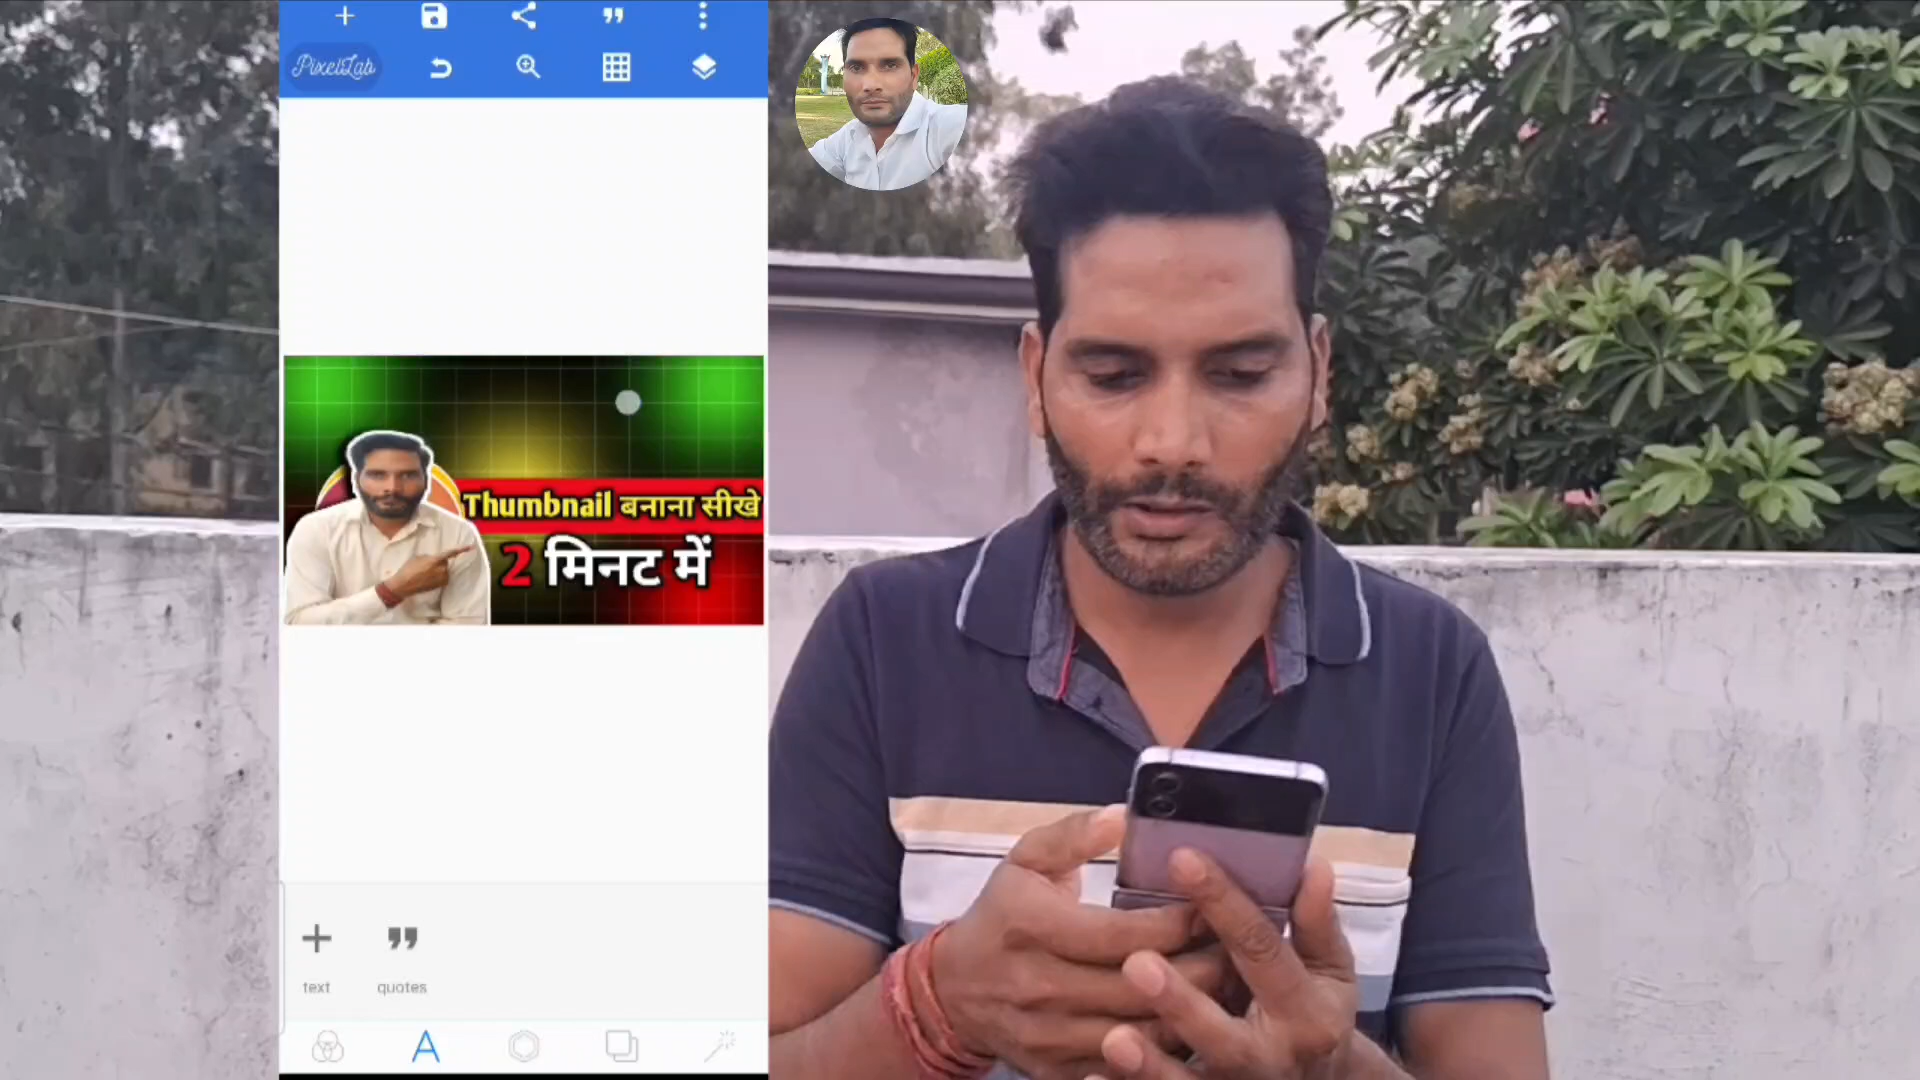 PixelLab
Thumbnail बनाना सीखे
2 मिनट में
text
quotes